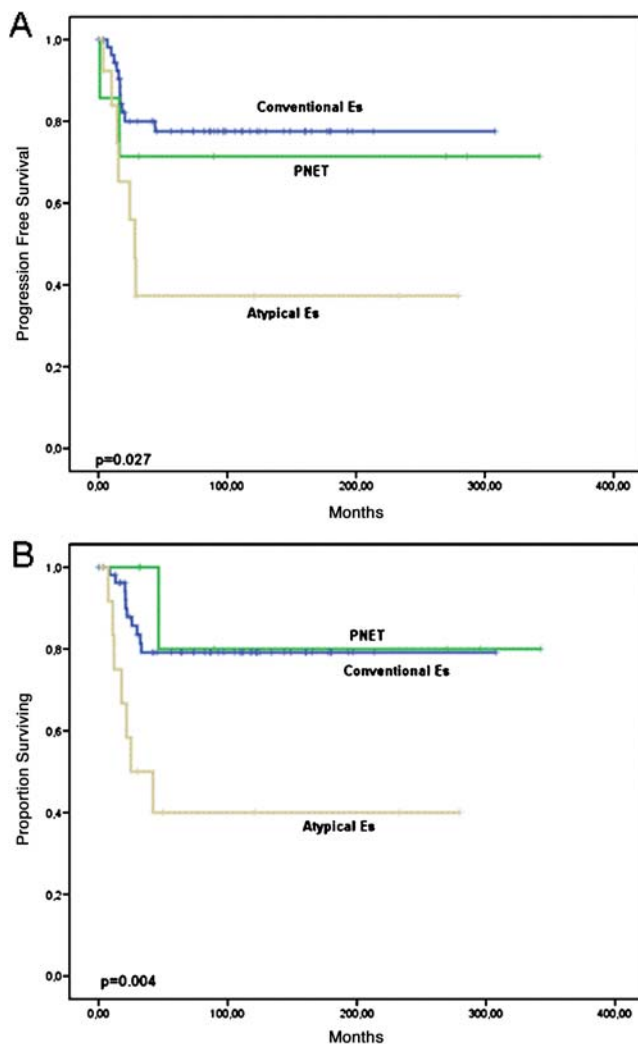 A
Progression Free Survival
1,0
0,8
0,6
0,4
0,2
0,0
Conventional Es
PNET
Atypical Es
p=0.027
0,00 100,00 200,00 300,00 400,00
Months
B
Proportion Surviving
1,0
0,8
0,6
0,4
0,2
0,0
PNET
Conventional Es
Atypical Es
p=0.004
0,00 100,00 200,00 300,00 400,00
Months